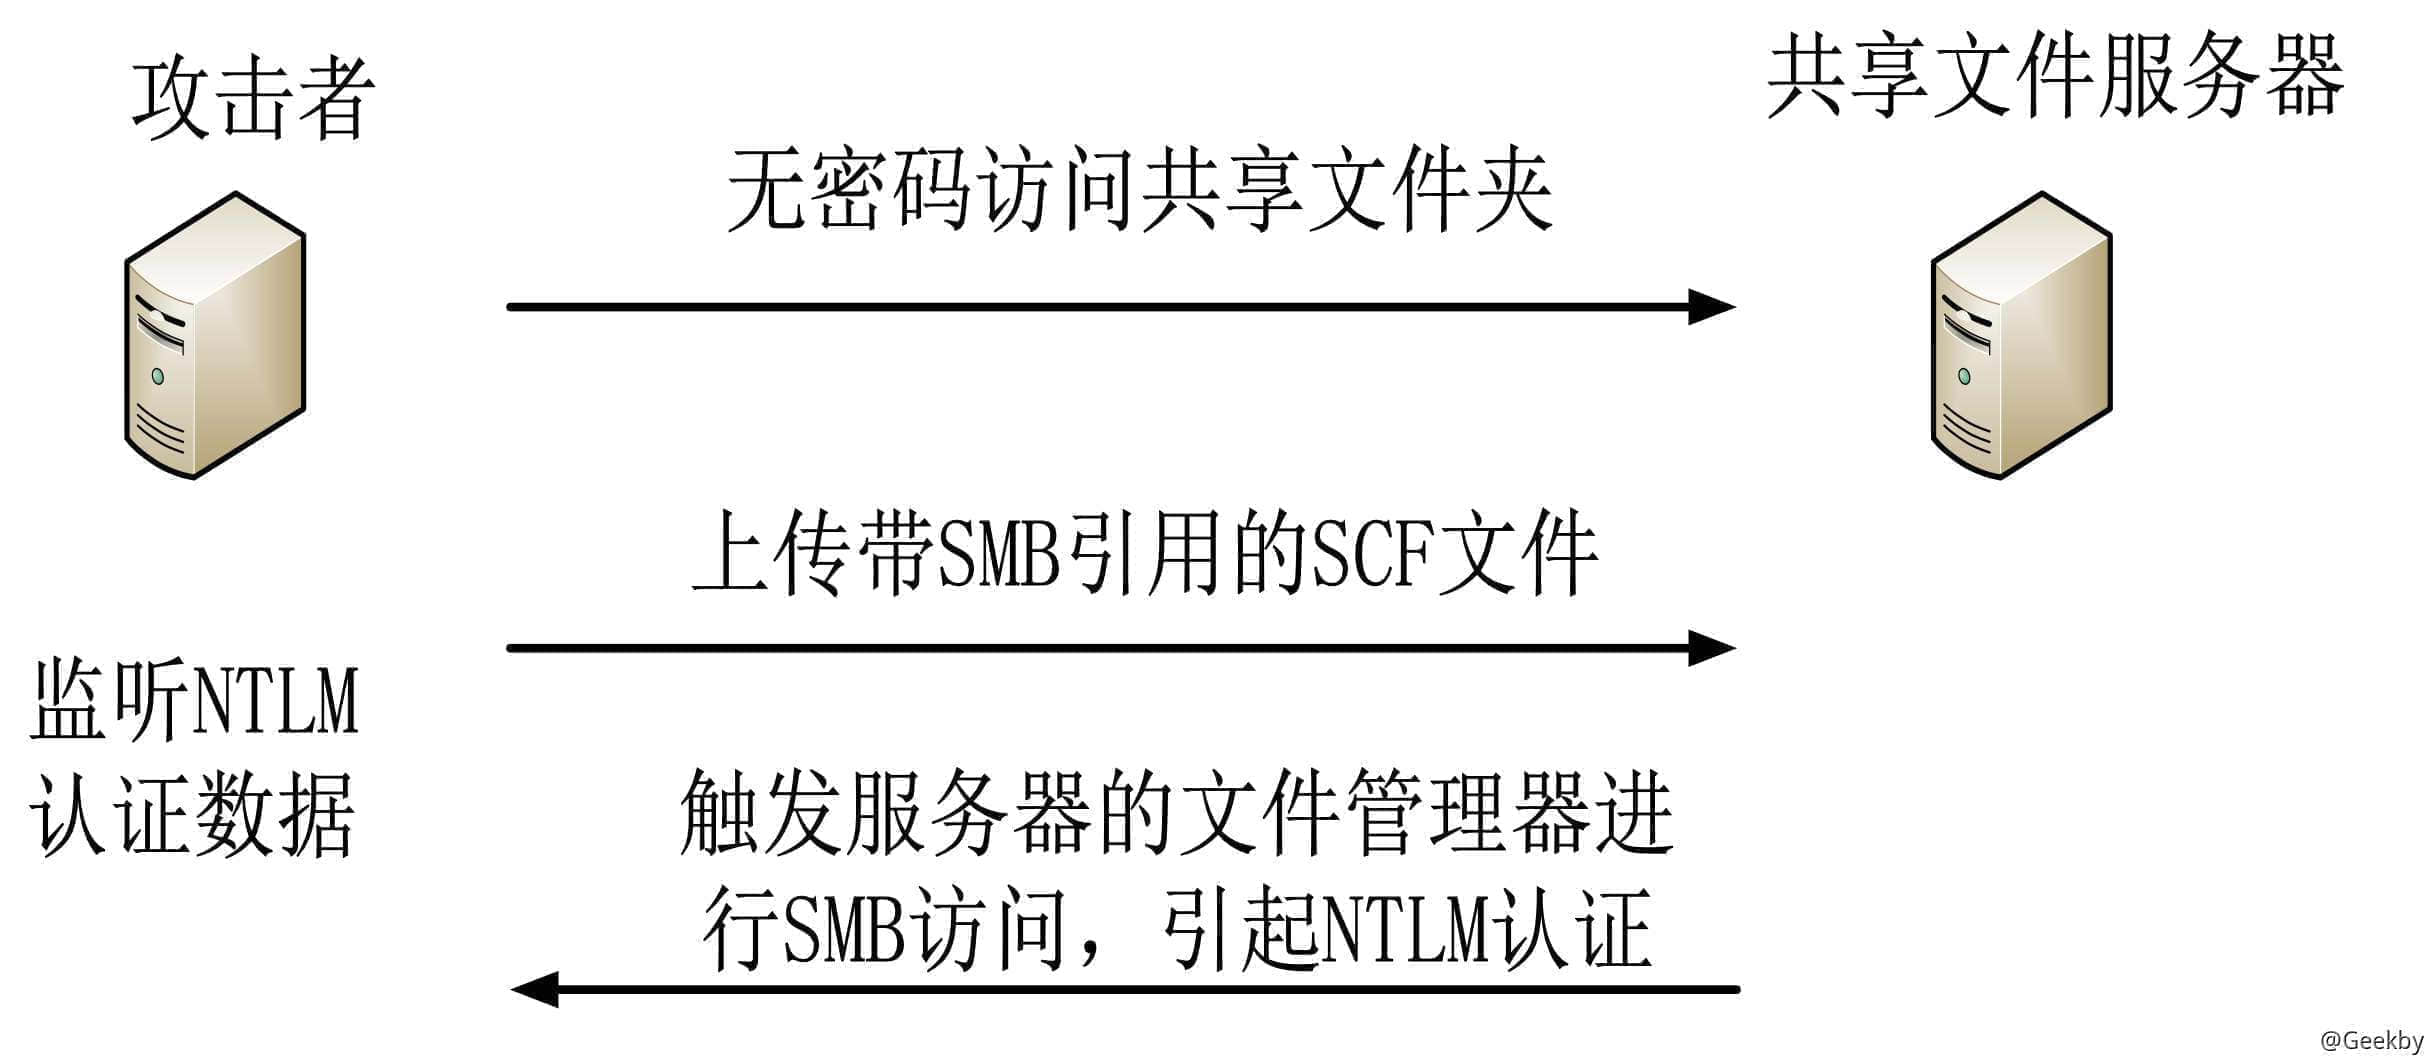 攻击者
共享文件服务器
无密码访问共享文件夹
上传带SMB引用的SCF文件
监听NTLM
认证数据
触发服务器的文件管理器进
行SMB访问，引起NTLM认证
@Geekby